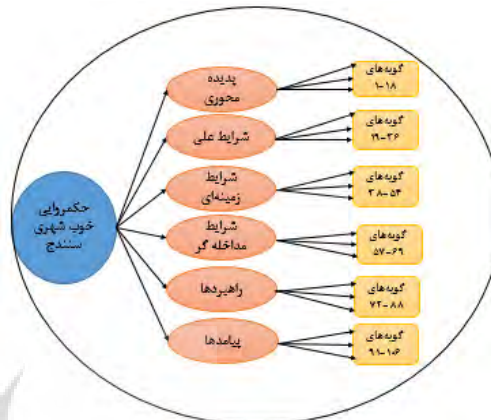 حکمروایی
خوب شهری
سنندج
پدیده
محوری
گویه‌های
۱-۱۸
شرایط علی
گویه‌های
۱۹-۳۶
شرایط
زمینه‌ای
گویه‌های
۳۸-۵۴
شرایط
مداخله گر
گویه‌های
۵۷-۶۹
راهبردها
گویه‌های
۷۲-۸۸
پیامدها
گویه‌های
۹۱-۱۰۶